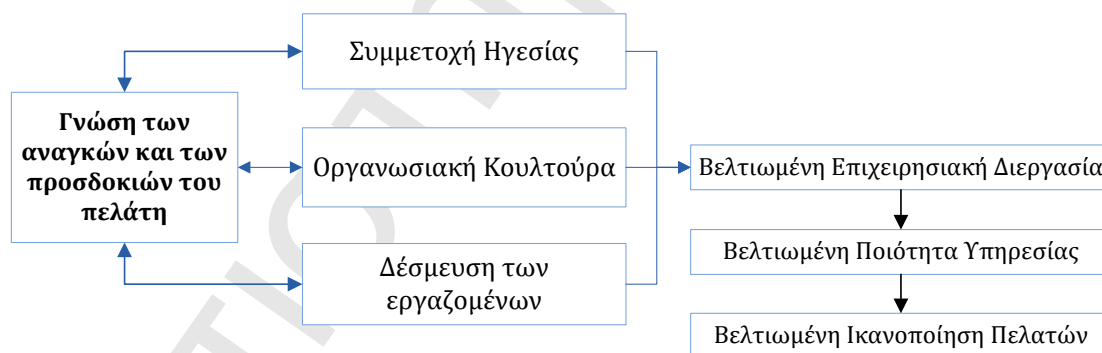 Συμμετοχή Ηγεσίας
Γνώση των
αναγκών και των
προσδοκιών του
πελάτη
Οργανωσιακή Κουλτούρα
Δέσμευση των
εργαζομένων
Βελτιωμένη Επιχειρησιακή Διεργασία
Βελτιωμένη Ποιότητα Υπηρεσίας
Βελτιωμένη Ικανοποίηση Πελατών